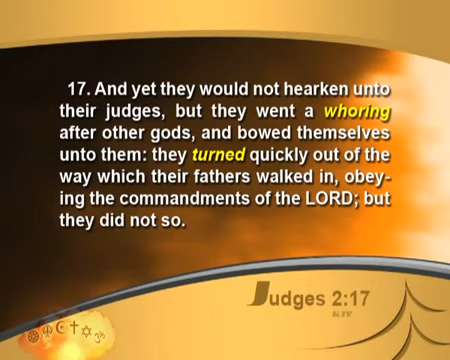 17. And yet they would not hearken unto
their judges, but they went a whoring
after other gods, and bowed themselves
unto them: they turned quickly out of the
way which their fathers walked in, obey-
ing the commandments of the LORD; but
they did not so.
Judges 2:17
KJV